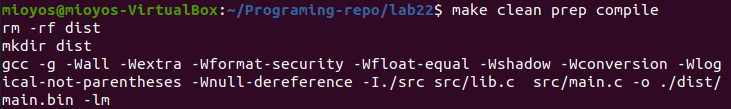 mioyos@mioyos-VirtualBox:~/Programing-repo/lab22$ make clean prep compile
rm -rf dist
mkdir dist
gcc -g -Wall -Wextra -Wformat-security -Wfloat-equal -Wshadow -Wconversion -Wlog
ical-not-parentheses -Wnull-dereference -I./src src/lib.c  src/main.c -o ./dist/
main.bin -lm